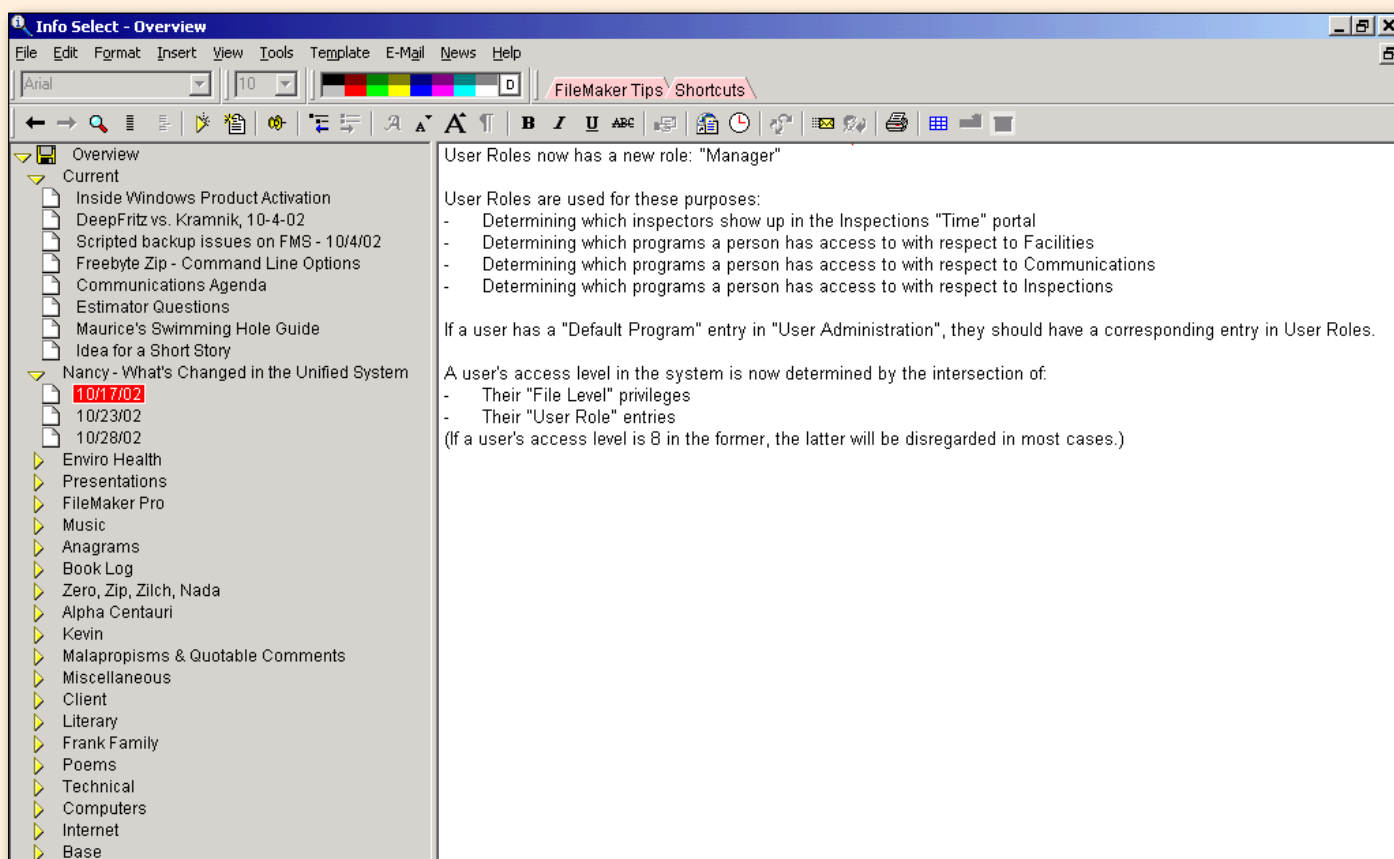 Info Select - Overview
File Edit Format Insert View Tools Template E-Mail News Help
Arial 10 D FileMaker Tips Shortcuts
A A A ¶ B I U ABC
Overview
Current
Inside Windows Product Activation
DeepFritz vs. Kramnik, 10-4-02
Scripted backup issues on FMS - 10/4/02
Freebyte Zip - Command Line Options
Communications Agenda
Estimator Questions
Maurice's Swimming Hole Guide
Idea for a Short Story
Nancy - What's Changed in the Unified System
10/17/02
10/23/02
10/28/02
Enviro Health
Presentations
FileMaker Pro
Music
Anagrams
Book Log
Zero, Zip, Zilch, Nada
Alpha Centauri
Kevin
Malapropisms & Quotable Comments
Miscellaneous
Client
Literary
Frank Family
Poems
Technical
Computers
Internet
Base
User Roles now has a new role: "Manager"
User Roles are used for these purposes:
- Determining which inspectors show up in the Inspections "Time" portal
- Determining which programs a person has access to with respect to Facilities
- Determining which programs a person has access to with respect to Communications
- Determining which programs a person has access to with respect to Inspections
If a user has a "Default Program" entry in "User Administration", they should have a corresponding entry in User Roles.
A user's access level in the system is now determined by the intersection of:
- Their "File Level" privileges
- Their "User Role" entries
(If a user's access level is 8 in the former, the latter will be disregarded in most cases.)